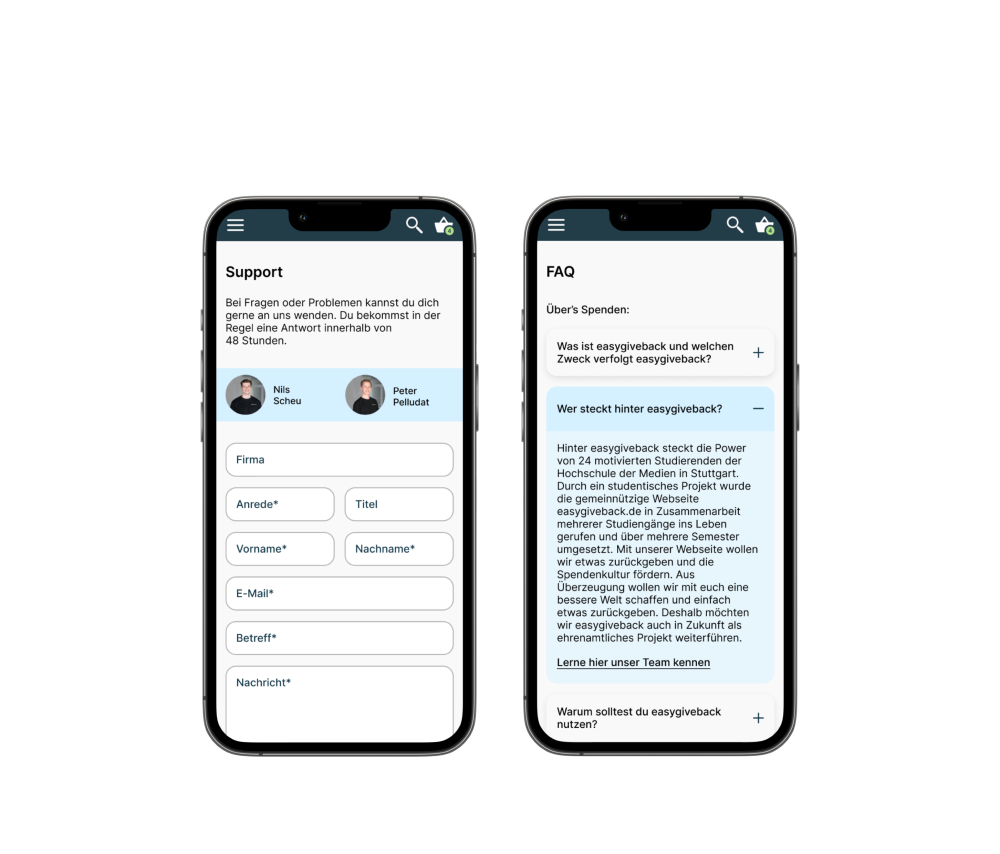 4
Support
Bei Fragen oder Problemen kannst du dich
gerne an uns wenden. Du bekommst in der
Regel eine Antwort innerhalb von
48 Stunden.
Nils
Scheu
Peter
Pelludat
Firma
Anrede*
Titel
Vorname*
Nachname*
E-Mail*
Betreff*
Nachricht*
4
FAQ
Über's Spenden:
Was ist easygiveback und welchen
Zweck verfolgt easygiveback?
Wer steckt hinter easygiveback?
Hinter easygiveback steckt die Power
von 24 motivierten Studierenden der
Hochschule der Medien in Stuttgart.
Durch ein studentisches Projekt wurde
die gemeinnützige Webseite
easygiveback.de in Zusammenarbeit
mehrerer Studiengänge ins Leben
gerufen und über mehrere Semester
umgesetzt. Mit unserer Webseite wollen
wir etwas zurückgeben und die
Spendenkultur fördern. Aus
Überzeugung wollen wir mit euch eine
bessere Welt schaffen und einfach
etwas zurückgeben. Deshalb möchten
wir easygiveback auch in Zukunft als
ehrenamtliches Projekt weiterführen.
Lerne hier unser Team kennen
Warum solltest du easygiveback
nutzen?